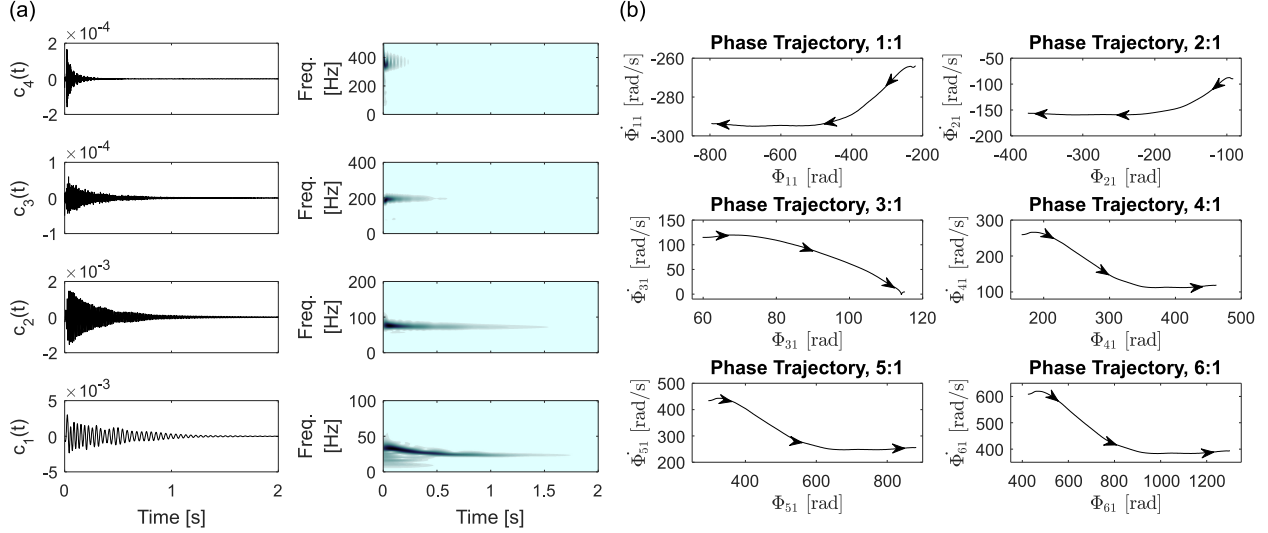 (a)
×10⁻⁴
2
0
-2
c₄(t)
400
200
0
Freq.
[Hz]
×10⁻⁴
1
0
-1
c₃(t)
400
200
0
Freq.
[Hz]
×10⁻³
2
0
-2
c₂(t)
100
50
0
Freq.
[Hz]
×10⁻³
5
0
-5
c₁(t)
0 1 2
Time [s]
100
50
0
Freq.
[Hz]
0 0.5 1 1.5 2
Time [s]
(b)
Phase Trajectory, 1:1
-260
-280
-300
Φ̇₁₁ [rad/s]
-800 -600 -400 -200
Φ₁₁ [rad]
Phase Trajectory, 2:1
-50
-100
-150
-200
Φ̇₂₁ [rad/s]
-400 -300 -200 -100
Φ₂₁ [rad]
Phase Trajectory, 3:1
150
100
50
0
Φ̇₃₁ [rad/s]
60 80 100 120
Φ₃₁ [rad]
Phase Trajectory, 4:1
300
200
100
Φ̇₄₁ [rad/s]
200 300 400 500
Φ₄₁ [rad]
Phase Trajectory, 5:1
500
400
300
200
Φ̇₅₁ [rad/s]
400 600 800
Φ₅₁ [rad]
Phase Trajectory, 6:1
600
500
400
Φ̇₆₁ [rad/s]
400 600 800 1000 1200
Φ₆₁ [rad]